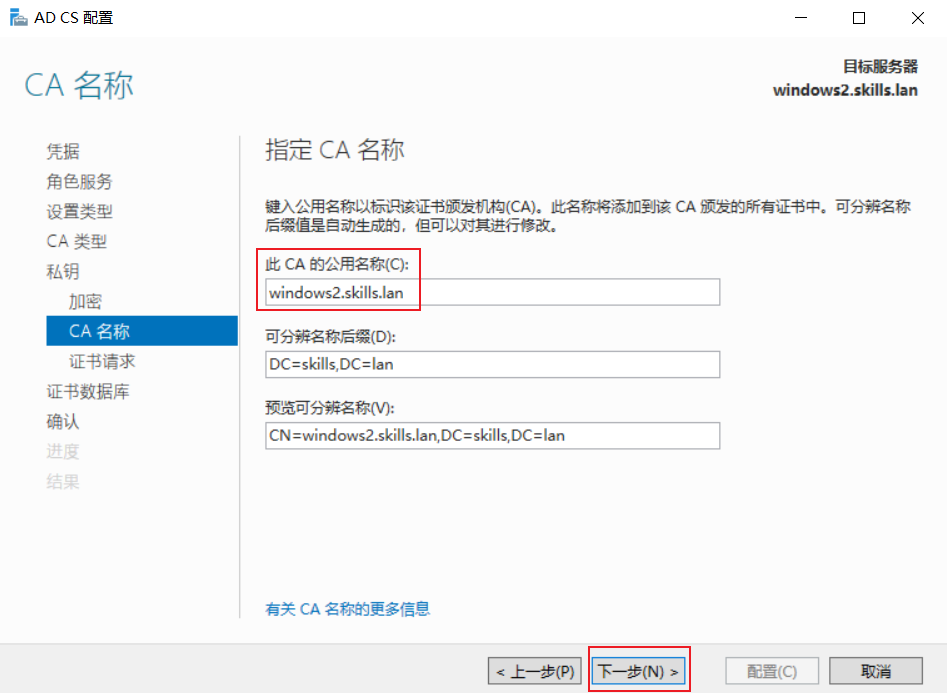 AD CS 配置
CA 名称
目标服务器
windows2.skills.lan
凭据
角色服务
设置类型
CA 类型
私钥
加密
CA 名称
证书请求
证书数据库
确认
进度
结果
指定 CA 名称
键入公用名称以标识该证书颁发机构(CA)。此名称将添加到该 CA 颁发的所有证书中。可分辨名称
后缀值是自动生成的，但可以对其进行修改。
此 CA 的公用名称(C):
windows2.skills.lan
可分辨名称后缀(D):
DC=skills,DC=lan
预览可分辨名称(V):
CN=windows2.skills.lan,DC=skills,DC=lan
有关 CA 名称的更多信息
< 上一步(P)
下一步(N) >
配置(C)
取消